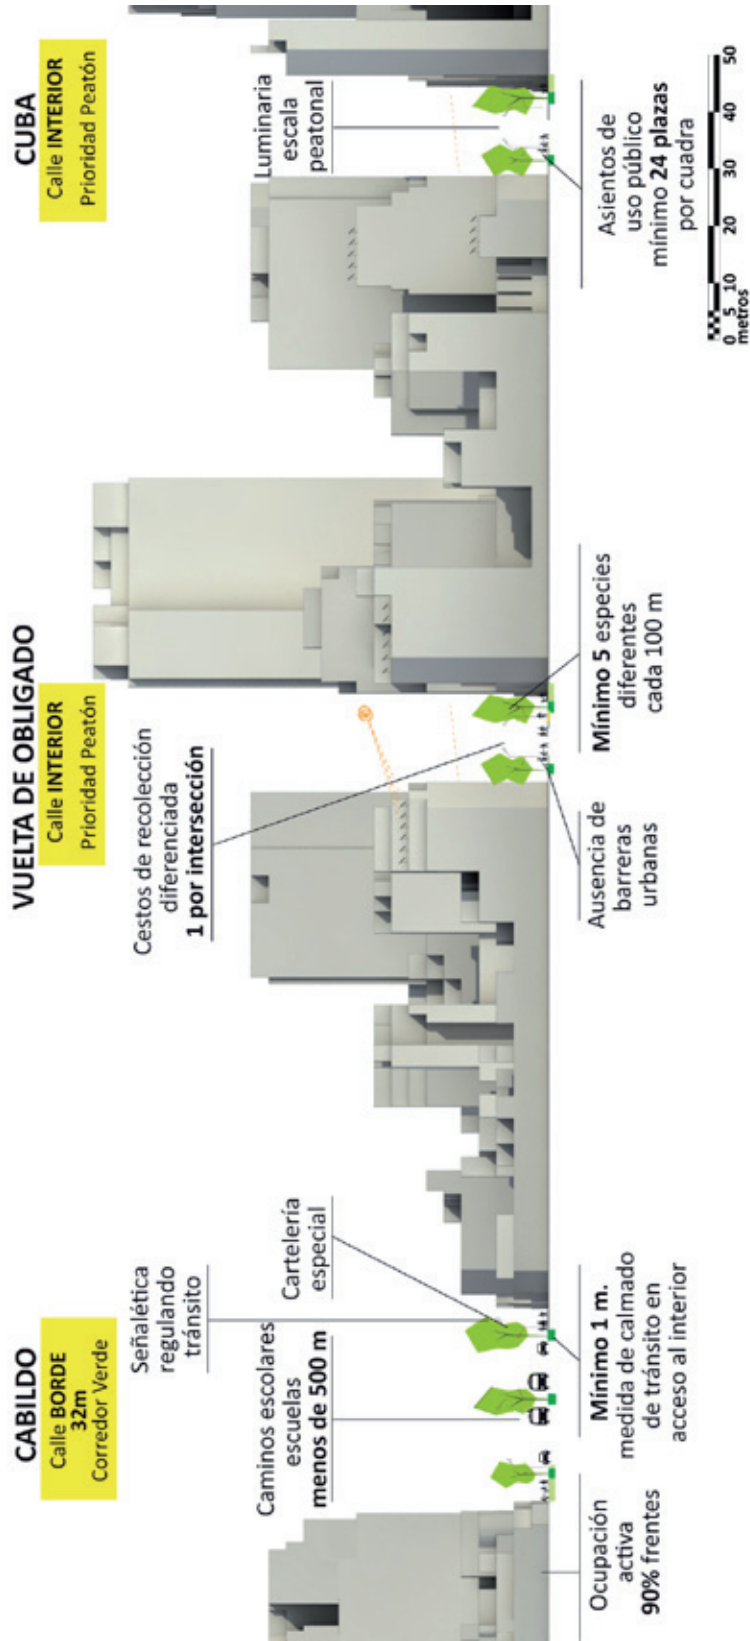 CABILDO
Calle BORDE
32m
Corredor Verde
VUELTA DE OBLIGADO
Calle INTERIOR
Prioridad Peatón
CUBA
Calle INTERIOR
Prioridad Peatón
Señalética
regulando
tránsito
Caminos escolares
escuelas
menos de 500 m
Cartelería
especial
Cestos de recolección
diferenciada
1 por intersección
Luminaria
escala
peatonal
Ocupación
activa
90% frentes
Mínimo 1 m.
medida de calmado
de tránsito en
acceso al interior
Ausencia de
barreras
urbanas
Mínimo 5 especies
diferentes
cada 100 m
Asientos de
uso público
mínimo 24 plazas
por cuadra
0 5 10 20 30 40 50
metros